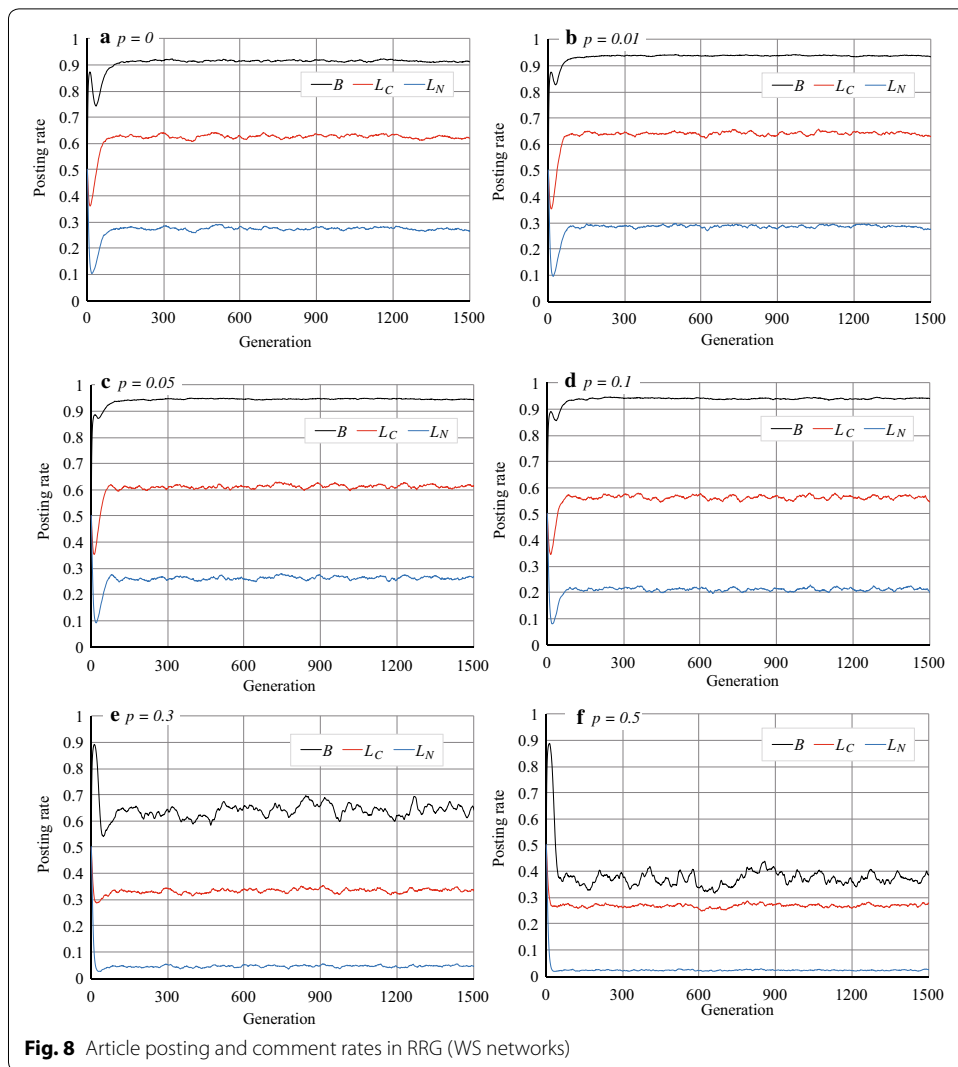 a p = 0
1
0.9
0.8
0.7
0.6
0.5
0.4
0.3
0.2
0.1
0
Posting rate
B L_C L_N
0 300 600 900 1200 1500
Generation
b p = 0.01
1
0.9
0.8
0.7
0.6
0.5
0.4
0.3
0.2
0.1
0
Posting rate
B L_C L_N
0 300 600 900 1200 1500
Generation
c p = 0.05
1
0.9
0.8
0.7
0.6
0.5
0.4
0.3
0.2
0.1
0
Posting rate
B L_C L_N
0 300 600 900 1200 1500
Generation
d p = 0.1
1
0.9
0.8
0.7
0.6
0.5
0.4
0.3
0.2
0.1
0
Posting rate
B L_C L_N
0 300 600 900 1200 1500
Generation
e p = 0.3
1
0.9
0.8
0.7
0.6
0.5
0.4
0.3
0.2
0.1
0
Posting rate
B L_C L_N
0 300 600 900 1200 1500
Generation
f p = 0.5
1
0.9
0.8
0.7
0.6
0.5
0.4
0.3
0.2
0.1
0
Posting rate
B L_C L_N
0 300 600 900 1200 1500
Generation
Fig. 8 Article posting and comment rates in RRG (WS networks)